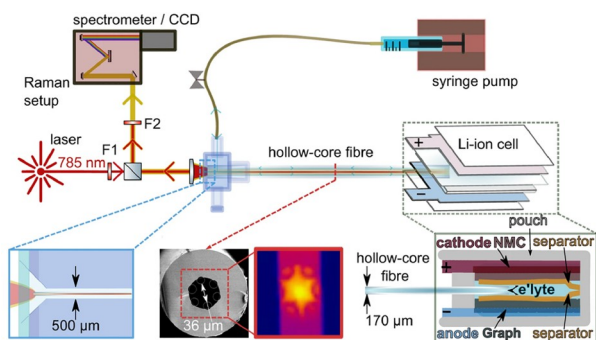 spectrometer / CCD
Raman
setup
F2
laser
F1
785 nm
syringe pump
hollow-core fibre
+
Li-ion cell
−
pouch
cathode NMC separator
hollow-core
fibre
+
e'lyte
500 µm
36 µm
170 µm
−
anode Graph separator